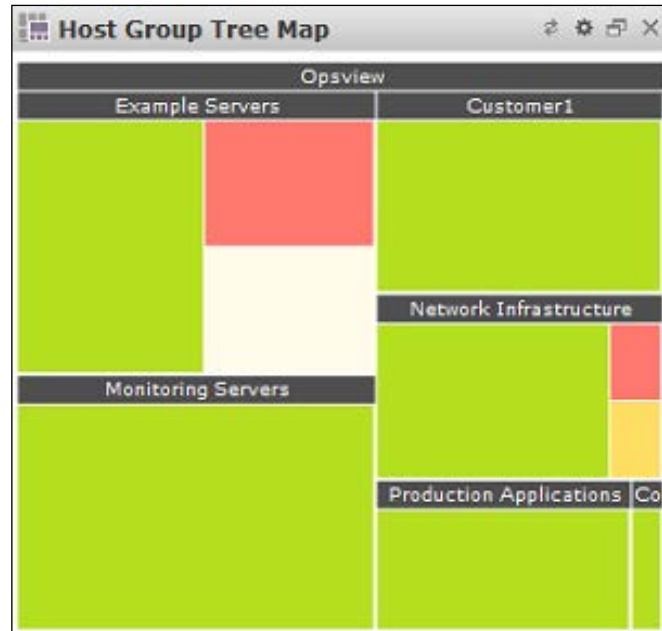 Host Group Tree Map
Opsview
Example Servers
Customer1
Network Infrastructure
Monitoring Servers
Production Applications
Co